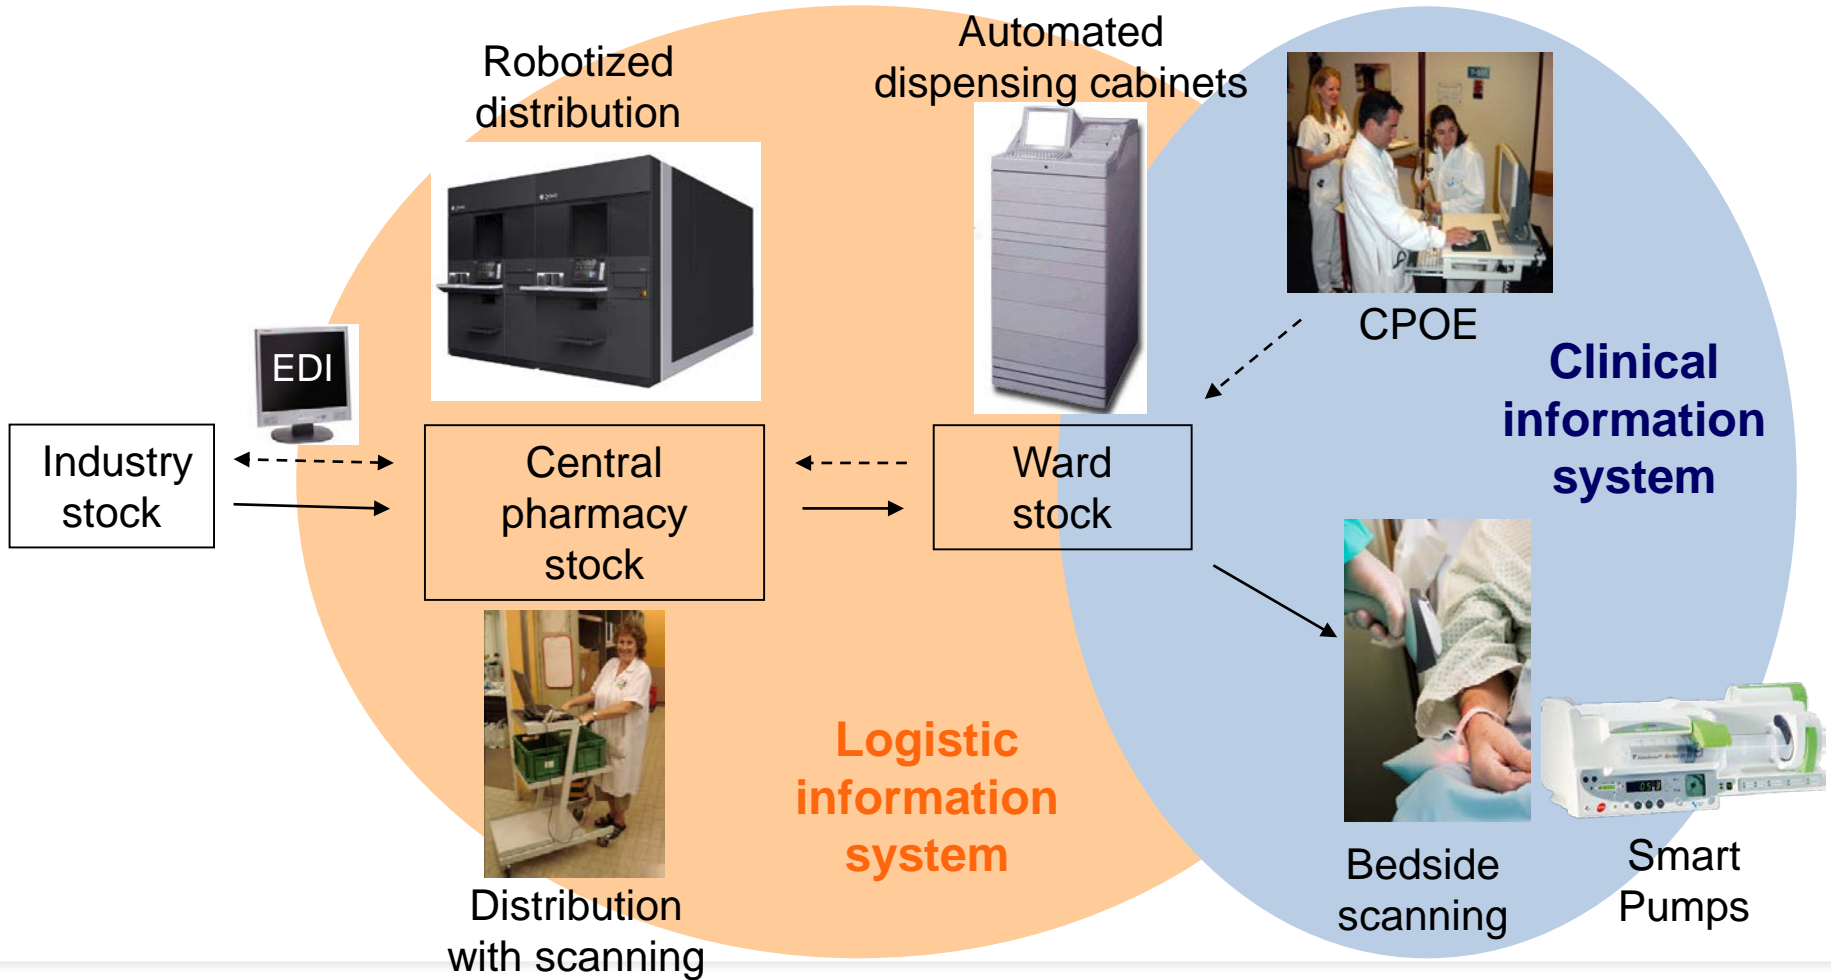 Robotized
distribution
Automated
dispensing cabinets
CPOE
EDI
Clinical
information
system
Industry
stock
Central
pharmacy
stock
Ward
stock
Logistic
information
system
Distribution
with scanning
Bedside
scanning
Smart
Pumps